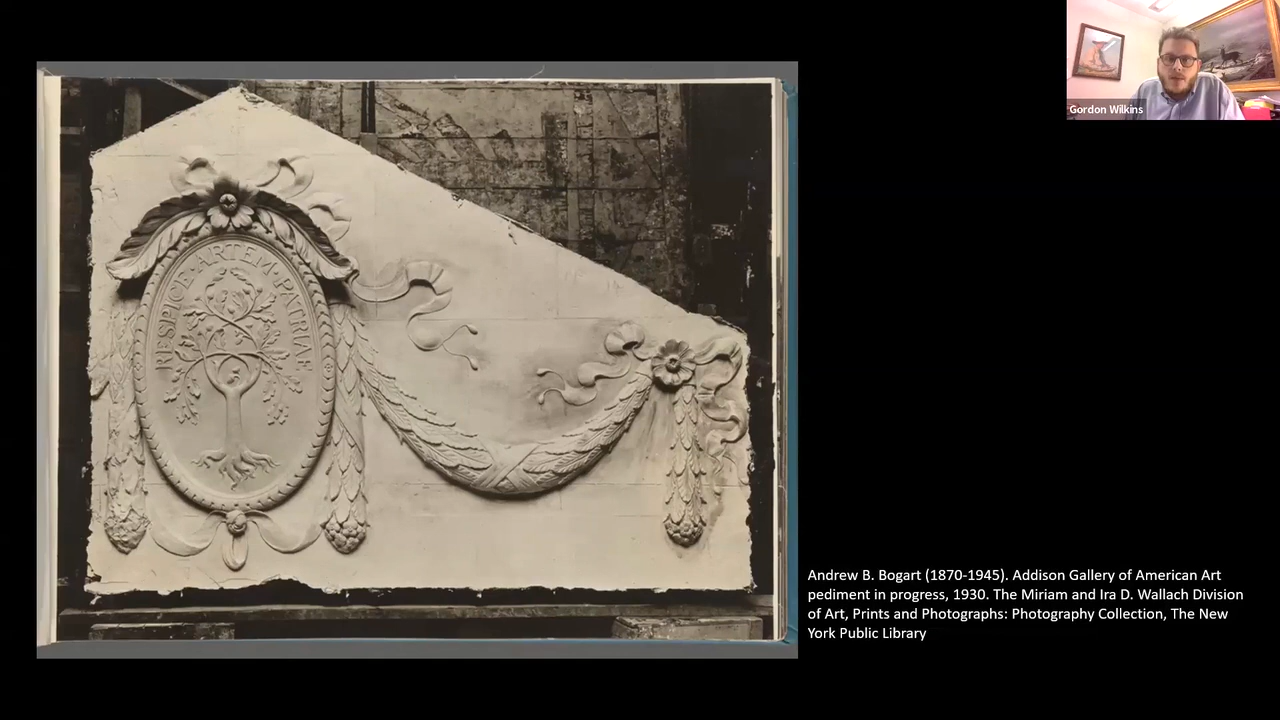 Gordon Wilkins
RESPICE·ARTEM·PATRIAE
Andrew B. Bogart (1870-1945). Addison Gallery of American Art
pediment in progress, 1930. The Miriam and Ira D. Wallach Division
of Art, Prints and Photographs: Photography Collection, The New
York Public Library